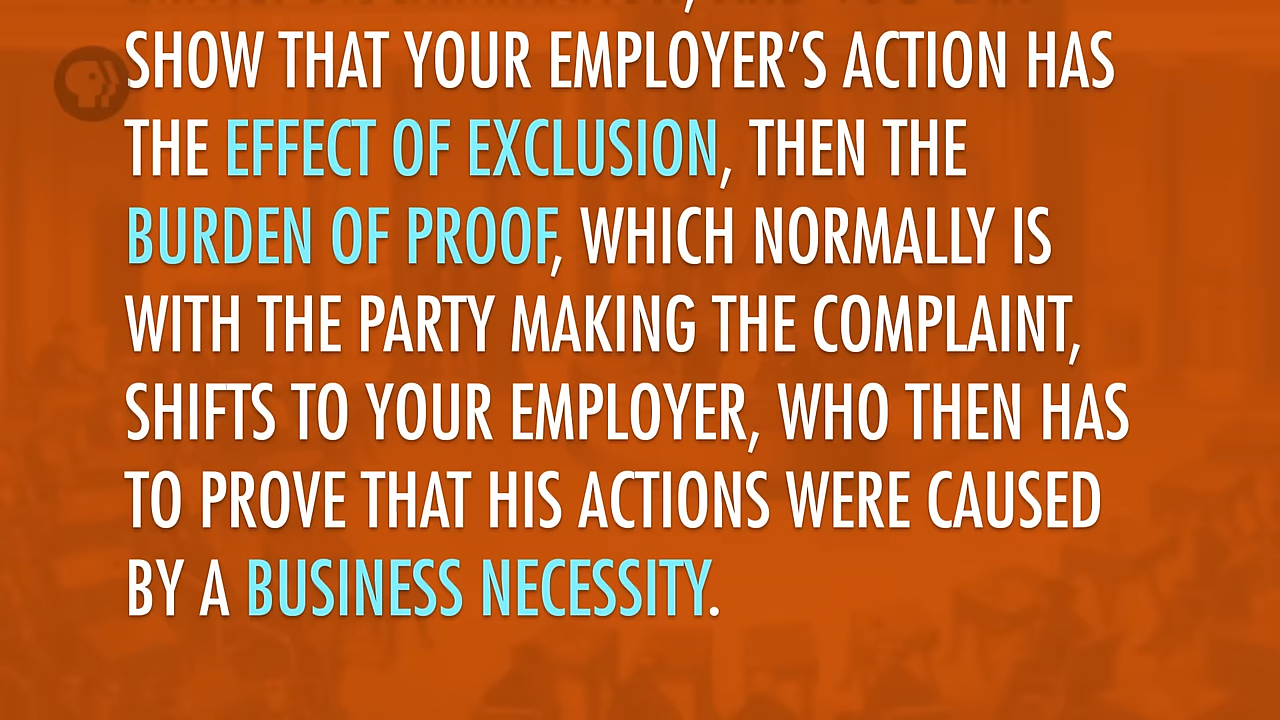 SHOW THAT YOUR EMPLOYER’S ACTION HAS
THE EFFECT OF EXCLUSION, THEN THE
BURDEN OF PROOF, WHICH NORMALLY IS
WITH THE PARTY MAKING THE COMPLAINT,
SHIFTS TO YOUR EMPLOYER, WHO THEN HAS
TO PROVE THAT HIS ACTIONS WERE CAUSED
BY A BUSINESS NECESSITY.